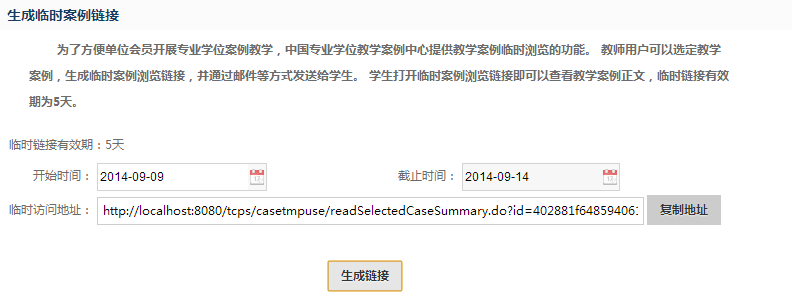 生成临时案例链接
为了方便单位会员开展专业学位案例教学，中国专业学位教学案例中心提供教学案例临时浏览的功能。 教师用户可以选定教学
案例，生成临时案例浏览链接，并通过邮件等方式发送给学生。 学生打开临时案例浏览链接即可以查看教学案例正文，临时链接有效
期为5天。
临时链接有效期：5天
开始时间： 2014-09-09 截止时间： 2014-09-14
临时访问地址： http://localhost:8080/tcps/casetmpuse/readSelectedCaseSummary.do?id=402881f64859406 复制地址
生成链接